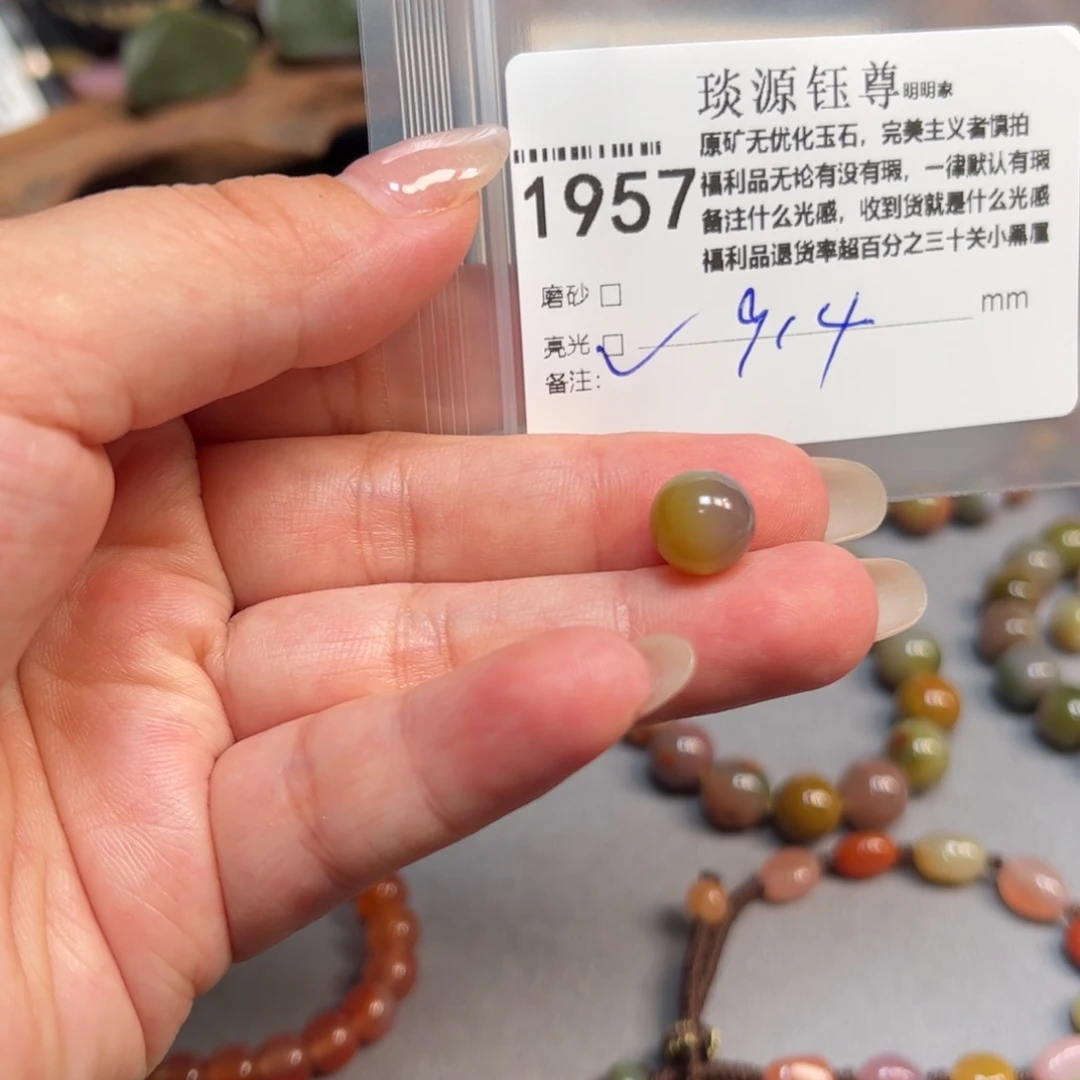 琰源钰尊明明家
原矿无优化玉石，完美主义者慎拍
1957
福利品无论有没有瑕，一律默认有瑕
备注什么光感，收到货就是什么光感
福利品退货率超百分之三十关小黑屋
磨砂 □
mm
亮光 □ ✓ 9.4
备注：